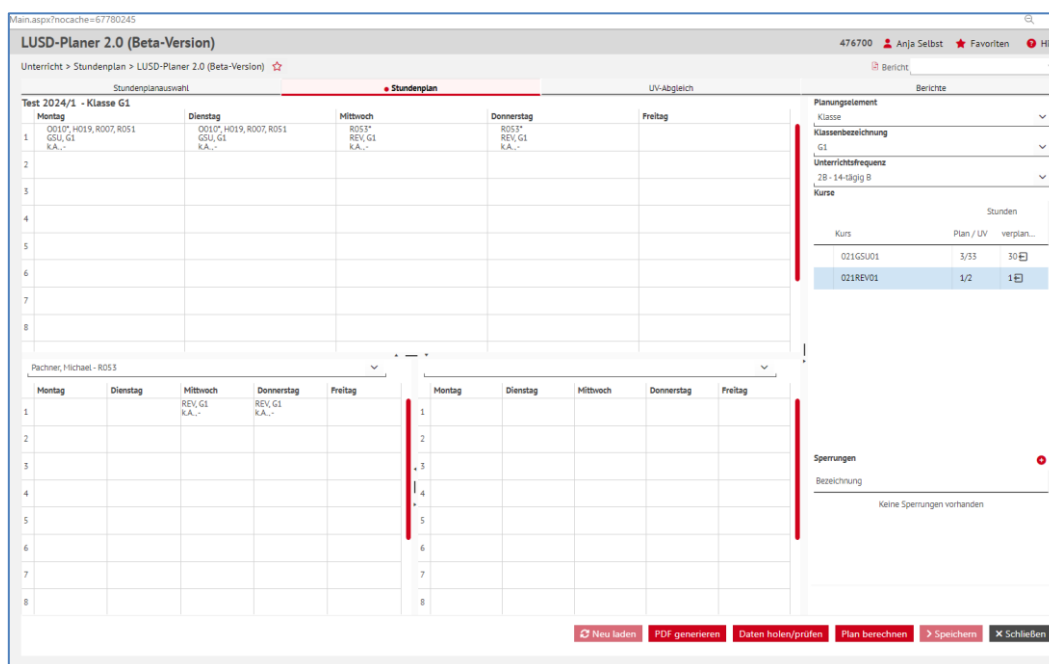 Main.aspx?nocache=67780245
LUSD-Planer 2.0 (Beta-Version)
476700 Anja Selbst Favoriten
Unterricht > Stundenplan > LUSD-Planer 2.0 (Beta-Version)
Bericht
Stundenplanauswahl Stundenplan UV-Abgleich Berichte
Test 2024/1 - Klasse G1
Montag Dienstag Mittwoch Donnerstag Freitag
1
O010*, H019, R007, R051 O010*, H019, R007, R051 R053* R053*
GSU, G1 GSU, G1 REV, G1 REV, G1
k.A.,- k.A.,- k.A.,- k.A.,-
2
3
4
5
6
7
8
Pachner, Michael - R053
Montag Dienstag Mittwoch Donnerstag Freitag
1
REV, G1 REV, G1
k.A.,- k.A.,-
2
3
4
5
6
7
8
Montag Dienstag Mittwoch Donnerstag Freitag
1
2
3
4
5
6
7
8
Planungselement
Klasse
Klassenbezeichnung
G1
Unterrichtsfrequenz
2B - 14-tägig B
Kurse
Stunden
Kurs Plan / UV verplan...
021GSU01 3/33 30
021REV01 1/2 1
Sperrungen
Bezeichnung
Keine Sperrungen vorhanden
Neu laden PDF generieren Daten holen/prüfen Plan berechnen > Speichern × Schließen